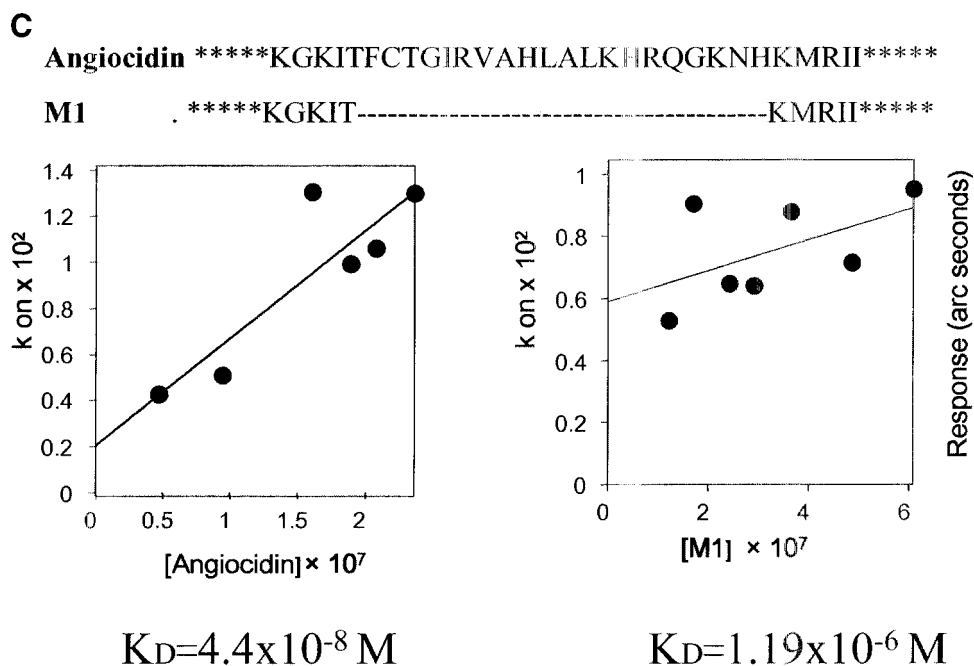 C
Angiocidin *****KGKITFCTGIRVAHLALKHRQGKNHKMRII*****
M1 . *****KGKIT-----------------------------KMRII*****
1.4
1.2
1
0.8
0.6
0.4
0.2
0
k on x 10²
0 0.5 1 1.5 2
[Angiocidin] × 10⁷
1
0.8
0.6
0.4
0.2
0
k on x 10²
0 2 4 6
[M1] × 10⁷
Response (arc seconds)
KD=4.4x10⁻⁸ M
KD=1.19x10⁻⁶ M